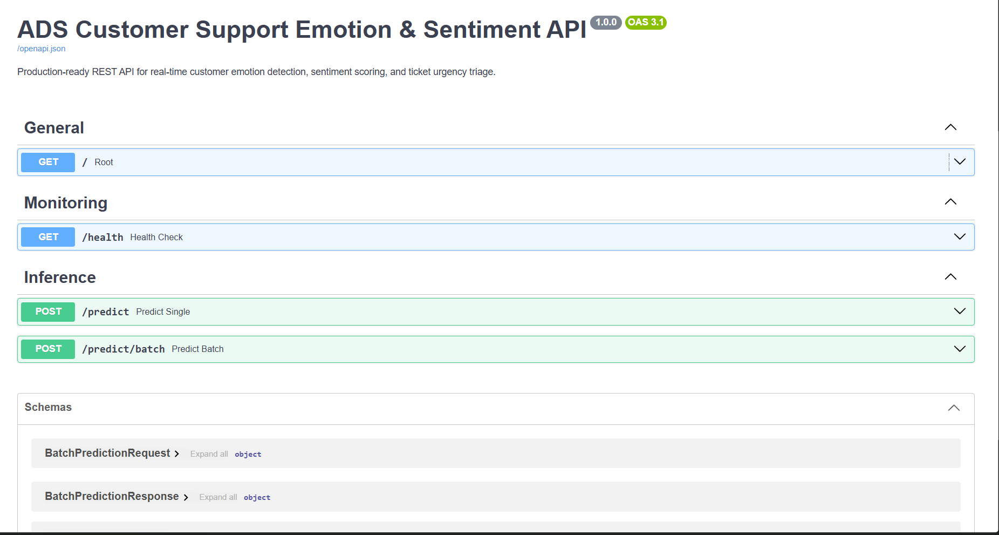 ADS Customer Support Emotion & Sentiment API 1.0.0 OAS 3.1
/openapi.json
Production-ready REST API for real-time customer emotion detection, sentiment scoring, and ticket urgency triage.
General
GET / Root
Monitoring
GET /health Health Check
Inference
POST /predict Predict Single
POST /predict/batch Predict Batch
Schemas
BatchPredictionRequest Expand all object
BatchPredictionResponse Expand all object